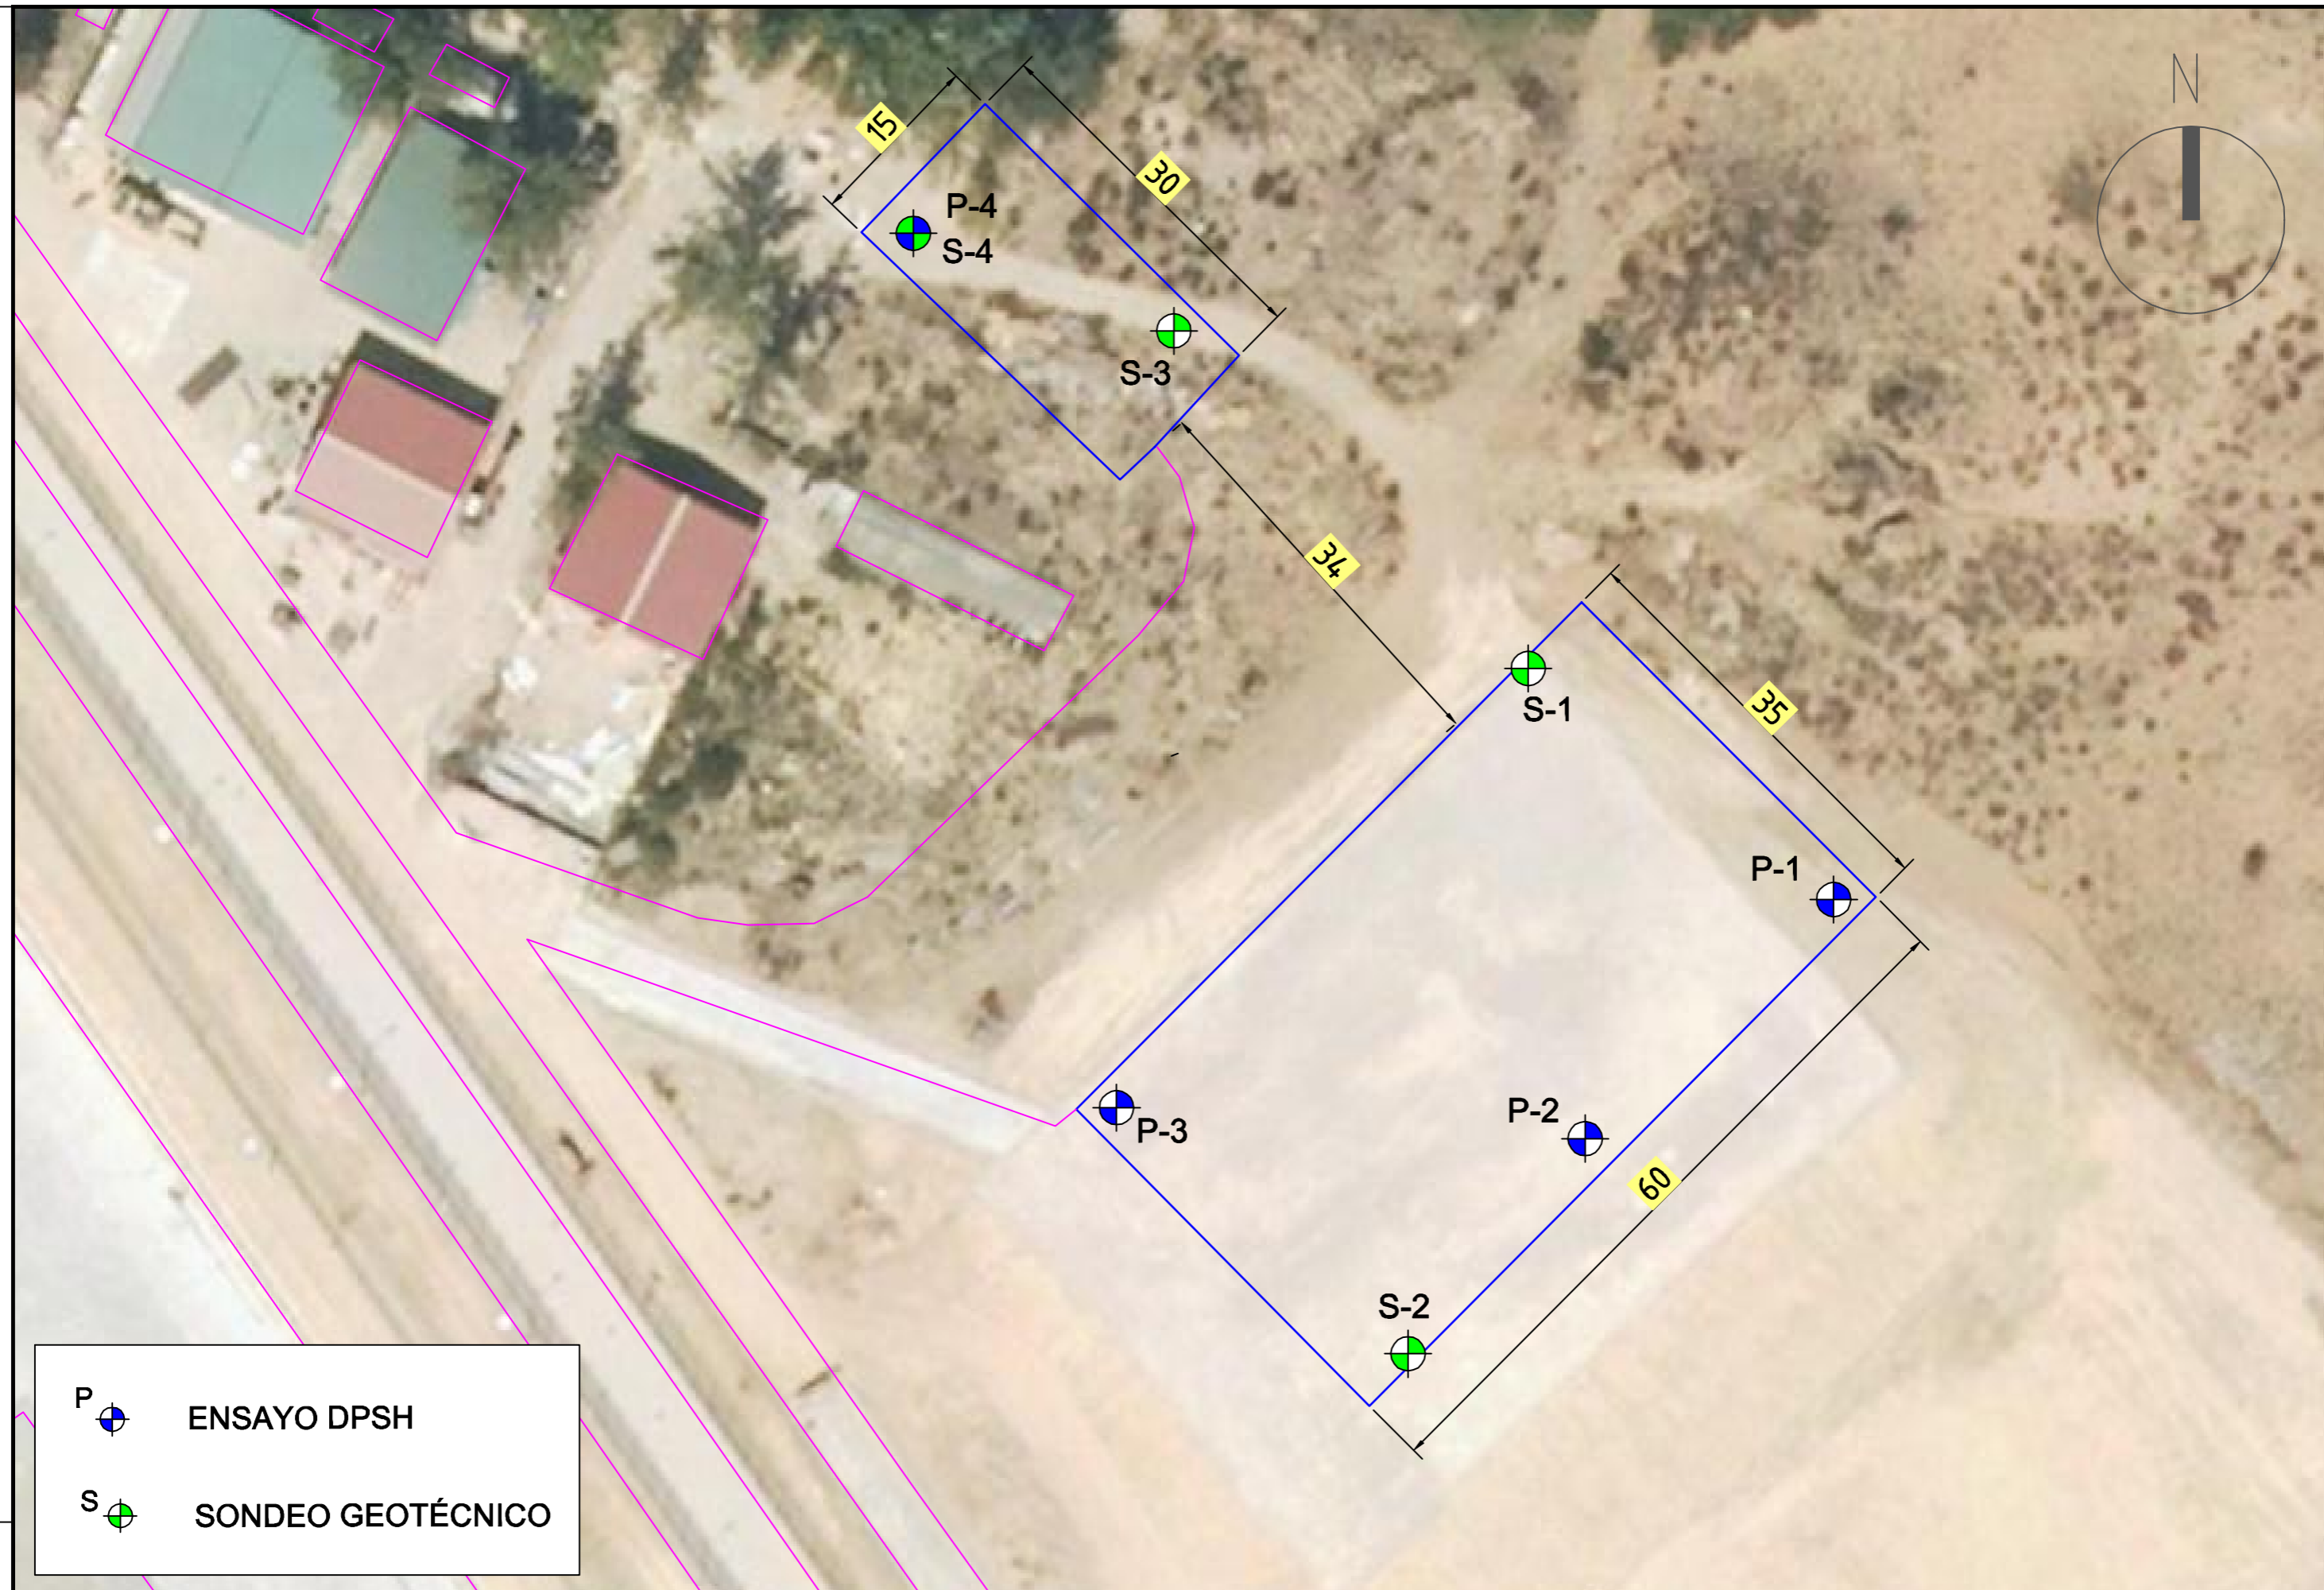 N
15
30
P-4
S-4
S-3
34
S-1
35
P-1
P-3
P-2
60
S-2
P
ENSAYO DPSH
S
SONDEO GEOTÉCNICO